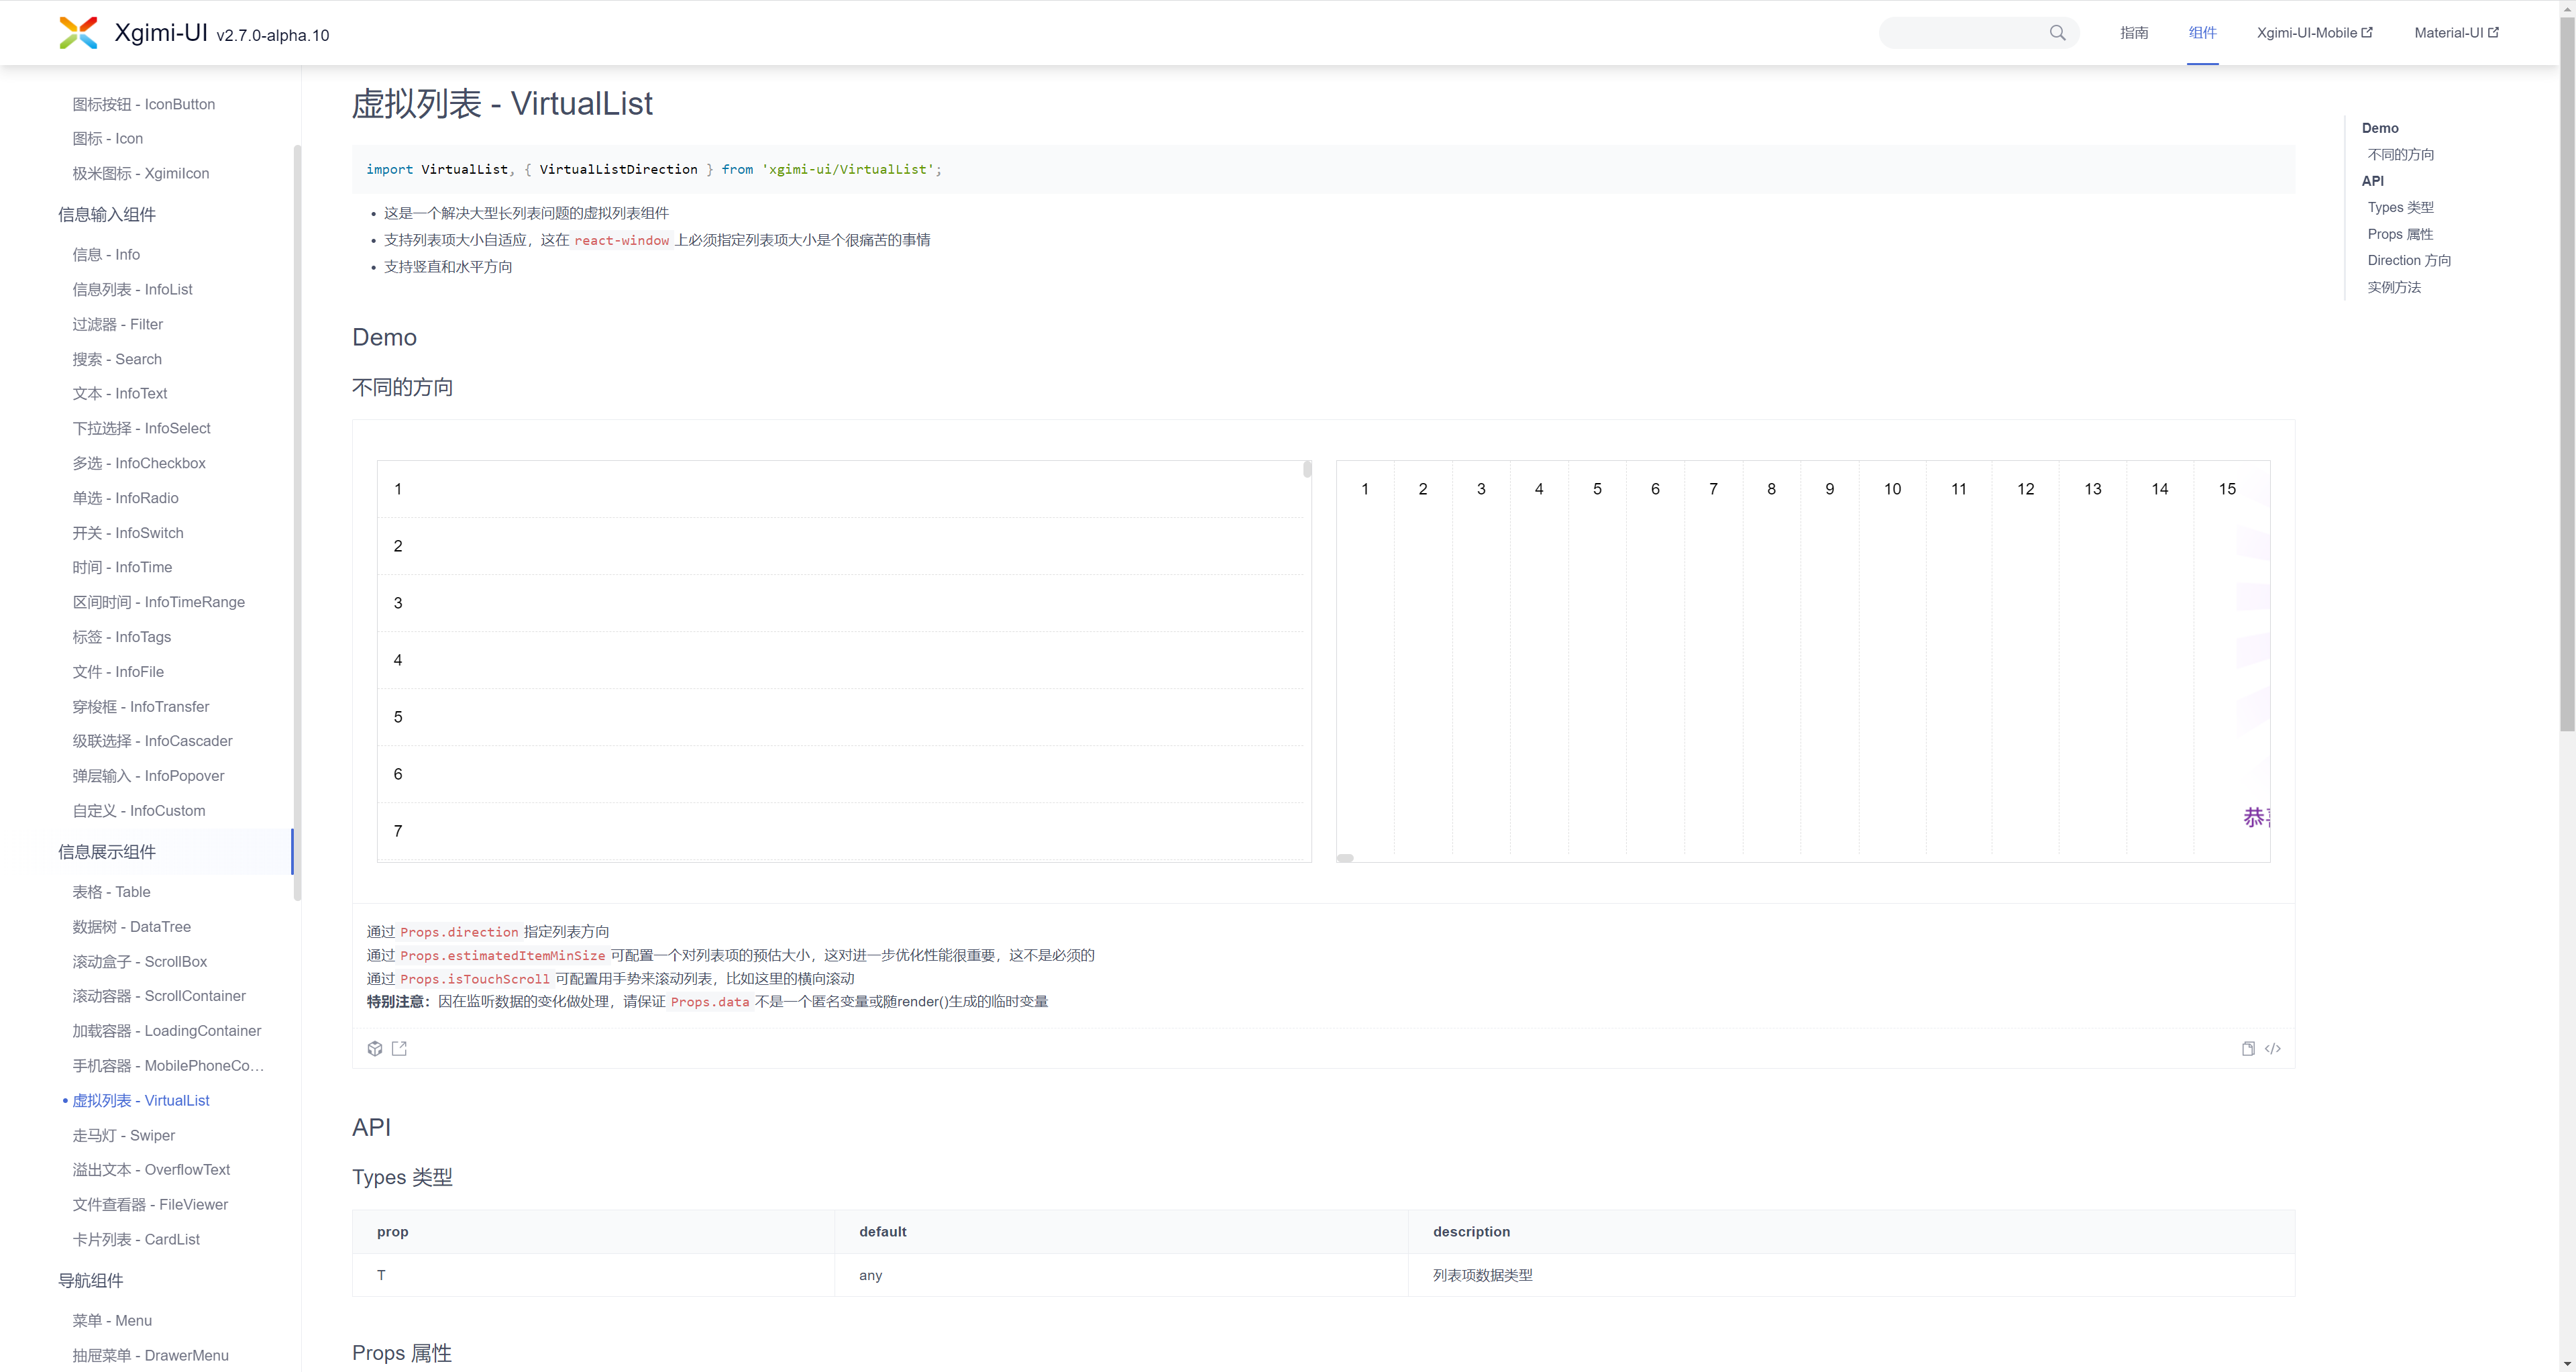 Xgimi-UI v2.7.0-alpha.10
指南
组件
Xgimi-UI-Mobile
Material-UI
图标按钮 - IconButton
图标 - Icon
极米图标 - XgimiIcon
信息输入组件
信息 - Info
信息列表 - InfoList
过滤器 - Filter
搜索 - Search
文本 - InfoText
下拉选择 - InfoSelect
多选 - InfoCheckbox
单选 - InfoRadio
开关 - InfoSwitch
时间 - InfoTime
区间时间 - InfoTimeRange
标签 - InfoTags
文件 - InfoFile
穿梭框 - InfoTransfer
级联选择 - InfoCascader
弹层输入 - InfoPopover
自定义 - InfoCustom
信息展示组件
表格 - Table
数据树 - DataTree
滚动盒子 - ScrollBox
滚动容器 - ScrollContainer
加载容器 - LoadingContainer
手机容器 - MobilePhoneCo...
虚拟列表 - VirtualList
走马灯 - Swiper
溢出文本 - OverflowText
文件查看器 - FileViewer
卡片列表 - CardList
导航组件
菜单 - Menu
抽屉菜单 - DrawerMenu
虚拟列表 - VirtualList
import VirtualList, { VirtualListDirection } from 'xgimi-ui/VirtualList';
• 这是一个解决大型长列表问题的虚拟列表组件
• 支持列表项大小自适应，这在 react-window 上必须指定列表项大小是个很痛苦的事情
• 支持竖直和水平方向
Demo
不同的方向
1
2
3
4
5
6
7
1 2 3 4 5 6 7 8 9 10 11 12 13 14 15
恭
通过 Props.direction 指定列表方向
通过 Props.estimatedItemMinSize 可配置一个对列表项的预估大小，这对进一步优化性能很重要，这不是必须的
通过 Props.isTouchScroll 可配置用手势来滚动列表，比如这里的横向滚动
特别注意：因在监听数据的变化做处理，请保证 Props.data 不是一个匿名变量或随render()生成的临时变量
API
Types 类型
prop default description
T any 列表项数据类型
Props 属性
Demo
不同的方向
API
Types 类型
Props 属性
Direction 方向
实例方法